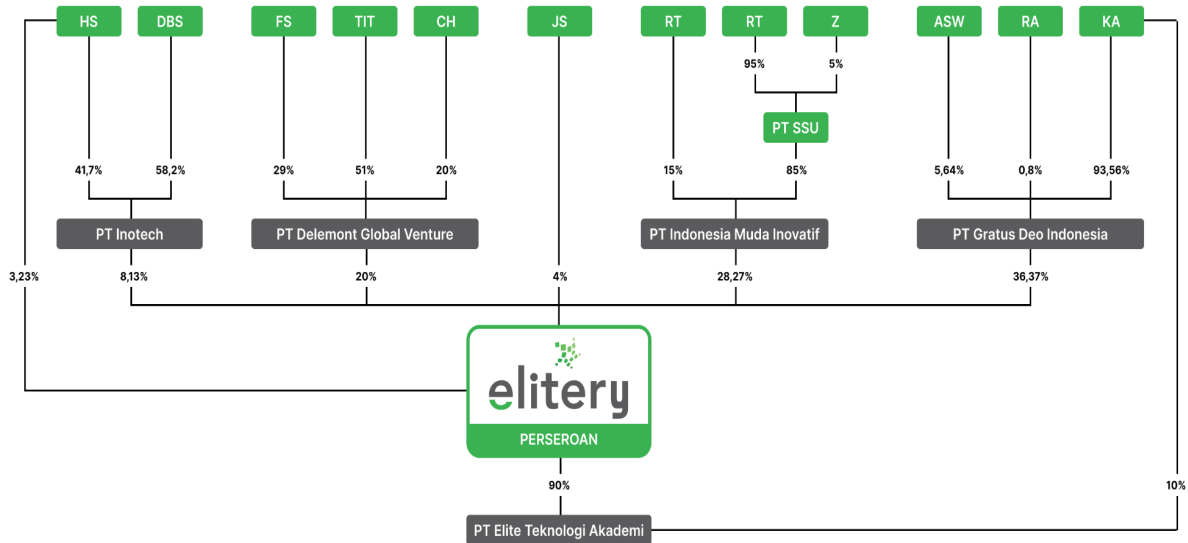 HS DBS FS TIT CH JS RT RT Z ASW RA KA
95% 5%
PT SSU
41,7% 58,2% 29% 51% 20% 15% 85% 5,64% 0,8% 93,56%
PT Inotech PT Delemont Global Venture PT Indonesia Muda Inovatif PT Gratus Deo Indonesia
3,23% 8,13% 20% 4% 28,27% 36,37%
elitery
PERSEROAN
90% 10%
PT Elite Teknologi Akademi